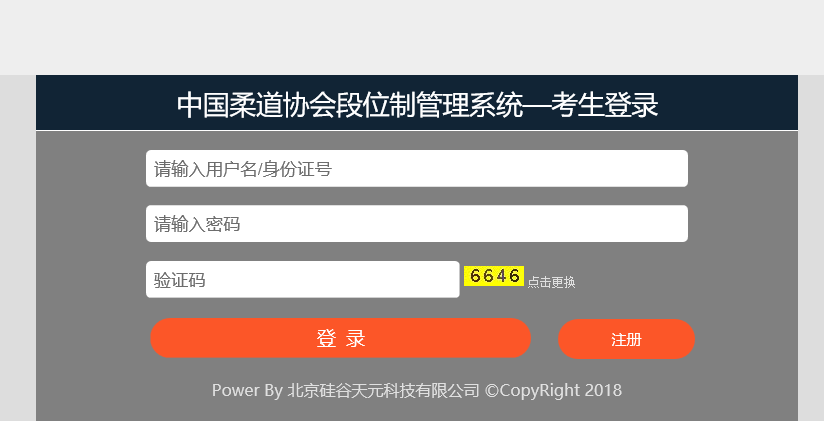 中国柔道协会段位制管理系统—考生登录
请输入用户名/身份证号
请输入密码
验证码 6646 点击更换
登 录 注册
Power By 北京硅谷天元科技有限公司 ©CopyRight 2018